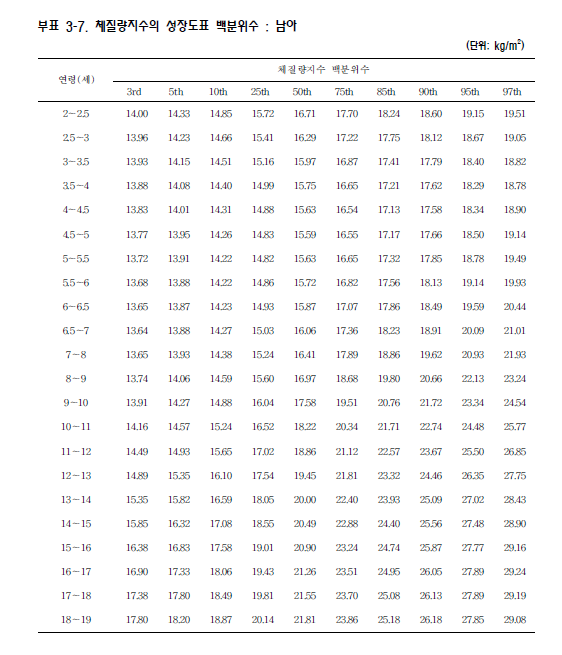 부표 3-7. 체질량지수의 성장도표 백분위수 : 남아
(단위: kg/m²)
연령(세) 체질량지수 백분위수
3rd 5th 10th 25th 50th 75th 85th 90th 95th 97th
2~2.5 14.00 14.33 14.85 15.72 16.71 17.70 18.24 18.60 19.15 19.51
2.5~3 13.96 14.23 14.66 15.41 16.29 17.22 17.75 18.12 18.67 19.05
3~3.5 13.93 14.15 14.51 15.16 15.97 16.87 17.41 17.79 18.40 18.82
3.5~4 13.88 14.08 14.40 14.99 15.75 16.65 17.21 17.62 18.29 18.78
4~4.5 13.83 14.01 14.31 14.88 15.63 16.54 17.13 17.58 18.34 18.90
4.5~5 13.77 13.95 14.26 14.83 15.59 16.55 17.17 17.66 18.50 19.14
5~5.5 13.72 13.91 14.22 14.82 15.63 16.65 17.32 17.85 18.78 19.49
5.5~6 13.68 13.88 14.22 14.86 15.72 16.82 17.56 18.13 19.14 19.93
6~6.5 13.65 13.87 14.23 14.93 15.87 17.07 17.86 18.49 19.59 20.44
6.5~7 13.64 13.88 14.27 15.03 16.06 17.36 18.23 18.91 20.09 21.01
7~8 13.65 13.93 14.38 15.24 16.41 17.89 18.86 19.62 20.93 21.93
8~9 13.74 14.06 14.59 15.60 16.97 18.68 19.80 20.66 22.13 23.24
9~10 13.91 14.27 14.88 16.04 17.58 19.51 20.76 21.72 23.34 24.54
10~11 14.16 14.57 15.24 16.52 18.22 20.34 21.71 22.74 24.48 25.77
11~12 14.49 14.93 15.65 17.02 18.86 21.12 22.57 23.67 25.50 26.85
12~13 14.89 15.35 16.10 17.54 19.45 21.81 23.32 24.46 26.35 27.75
13~14 15.35 15.82 16.59 18.05 20.00 22.40 23.93 25.09 27.02 28.43
14~15 15.85 16.32 17.08 18.55 20.49 22.88 24.40 25.56 27.48 28.90
15~16 16.38 16.83 17.58 19.01 20.90 23.24 24.74 25.87 27.77 29.16
16~17 16.90 17.33 18.06 19.43 21.26 23.51 24.95 26.05 27.89 29.24
17~18 17.38 17.80 18.49 19.81 21.55 23.70 25.08 26.13 27.89 29.19
18~19 17.80 18.20 18.87 20.14 21.81 23.86 25.18 26.18 27.85 29.08